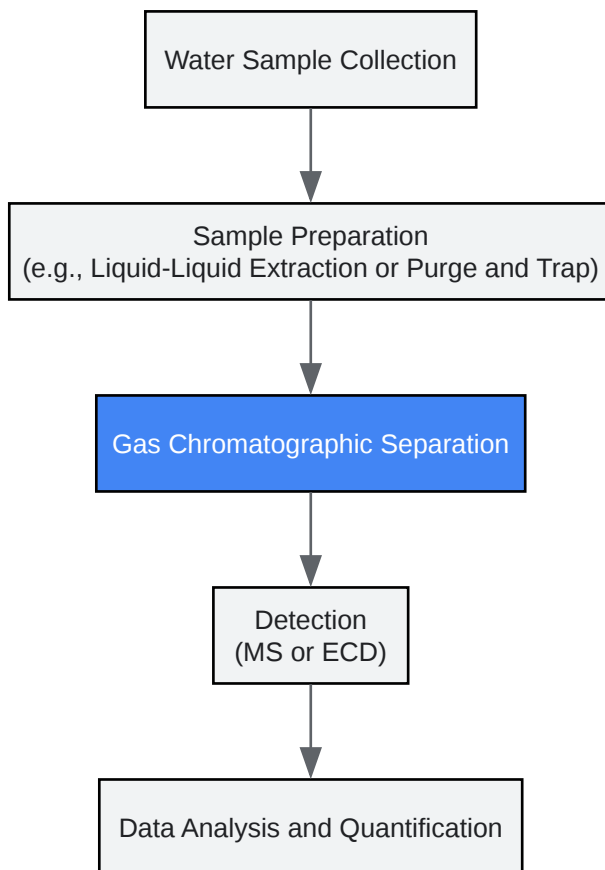 Water Sample Collection
Sample Preparation
(e.g., Liquid-Liquid Extraction or Purge and Trap)
Gas Chromatographic Separation
Detection
(MS or ECD)
Data Analysis and Quantification